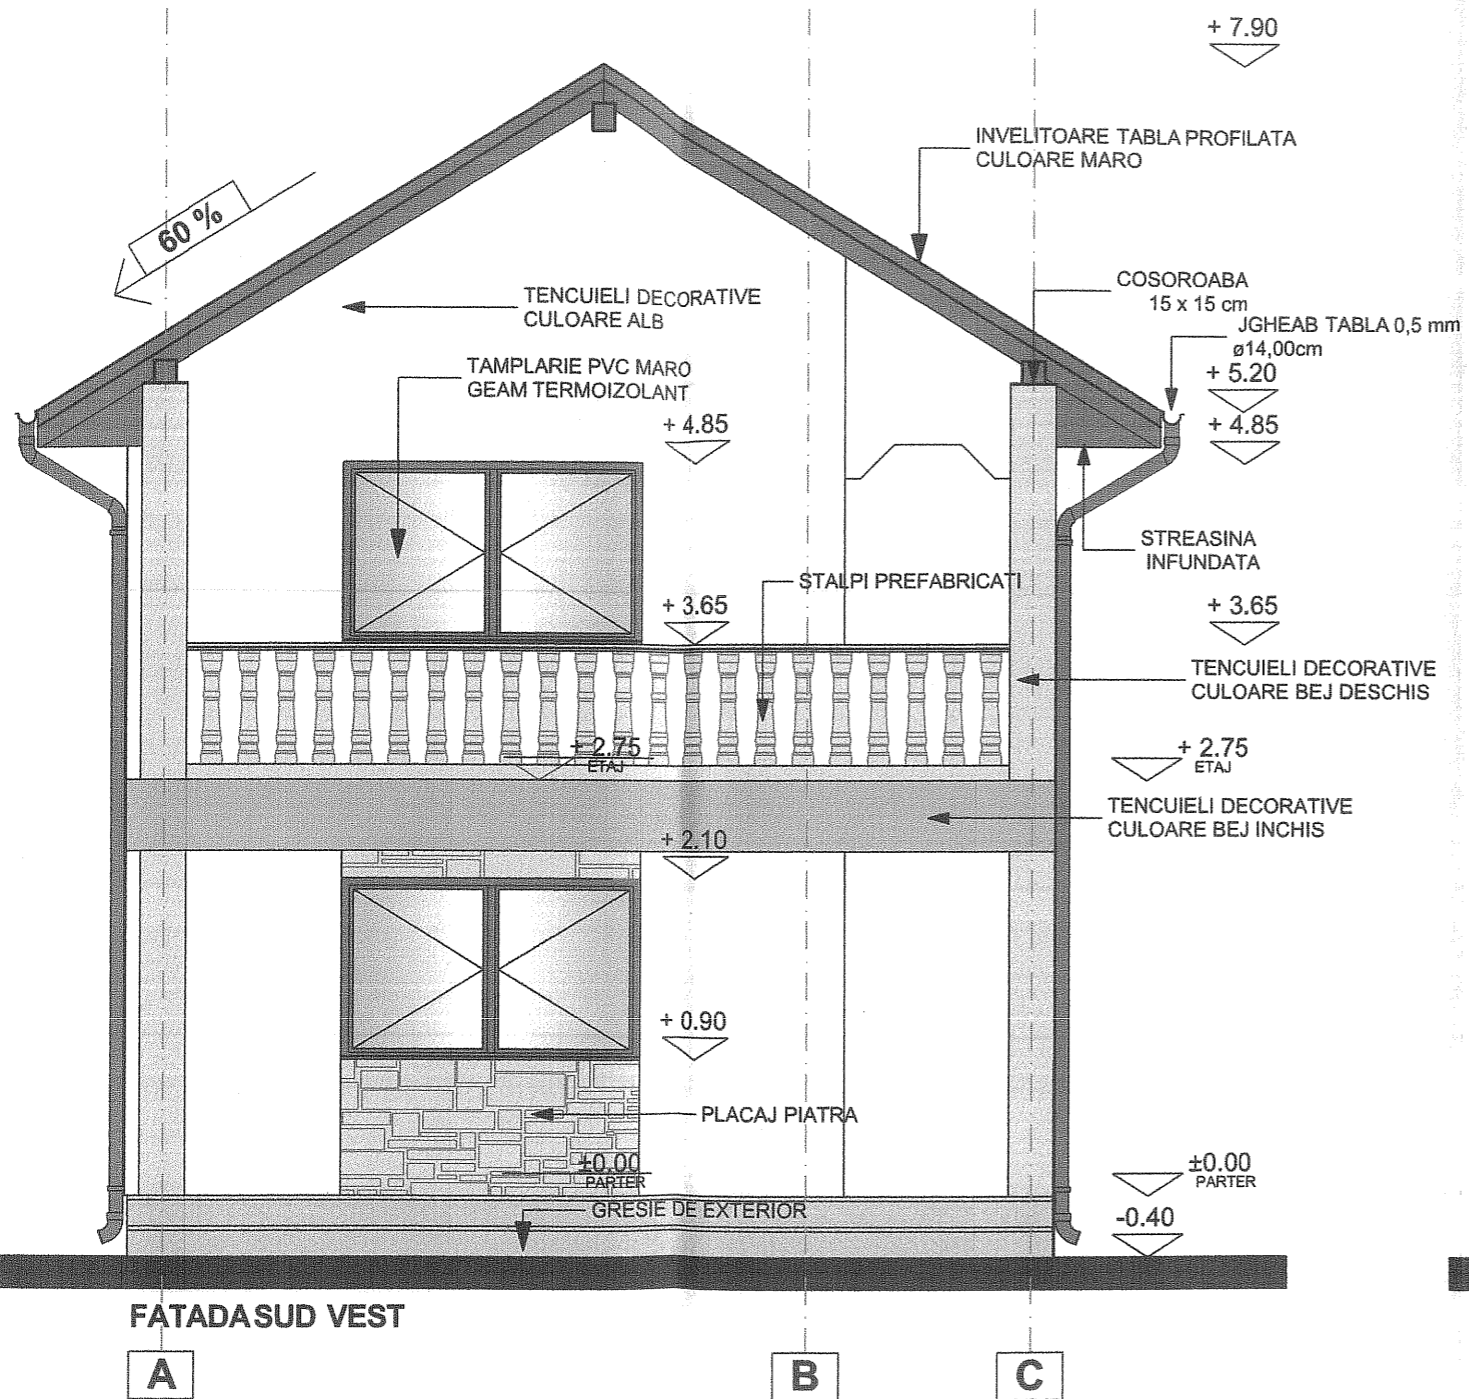 + 7.90
INVELITOARE TABLA PROFILATA
CULOARE MARO
60 %
COSOROABA
15 x 15 cm
TENCUIELI DECORATIVE
CULOARE ALB
JGHEAB TABLA 0,5 mm
ø14,00cm
TAMPLARIE PVC MARO
GEAM TERMOIZOLANT
+ 5.20
+ 4.85
+ 4.85
STREASINA
INFUNDATA
STALPI PREFABRICATI
+ 3.65
+ 3.65
TENCUIELI DECORATIVE
CULOARE BEJ DESCHIS
+ 2.75
ETAJ
+ 2.75
ETAJ
TENCUIELI DECORATIVE
CULOARE BEJ INCHIS
+ 2.10
+ 0.90
PLACAJ PIATRA
±0.00
PARTER
±0.00
PARTER
GRESIE DE EXTERIOR
-0.40
FATADA SUD VEST
A
B
C